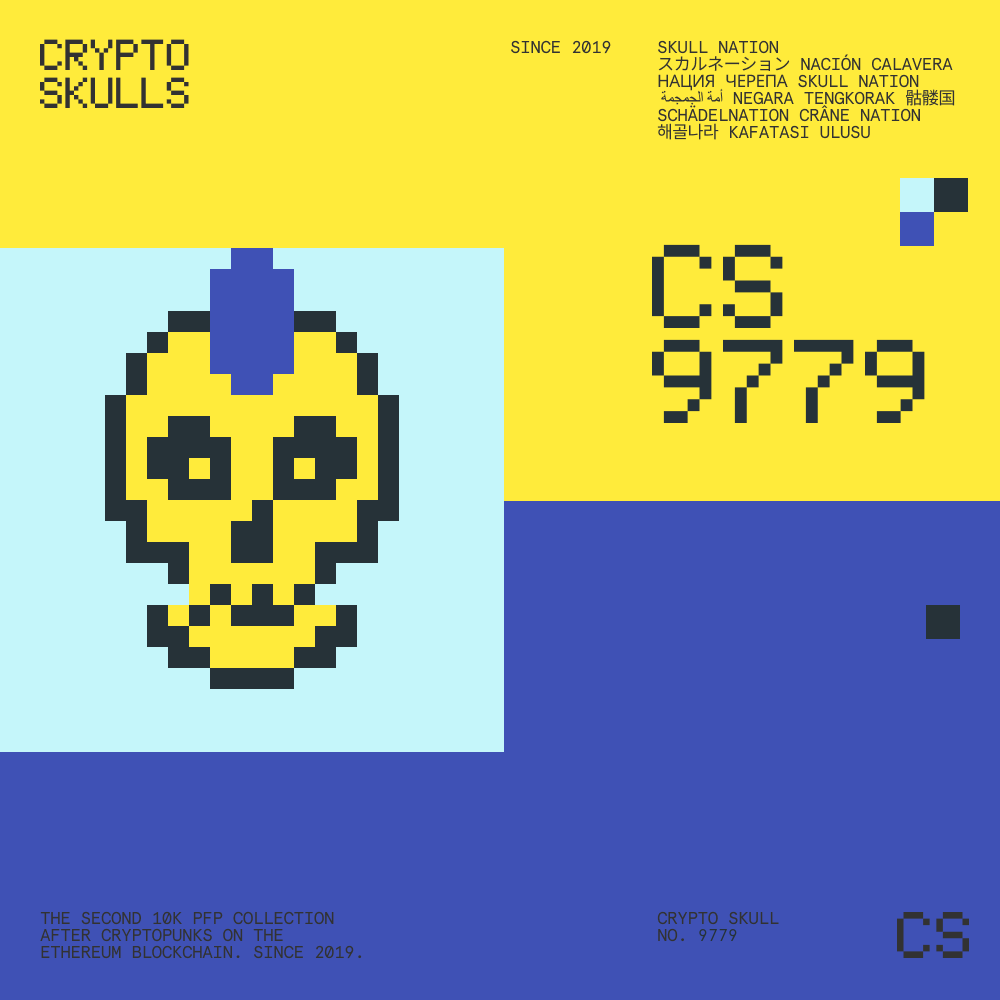 CRYPTO
SKULLS
SINCE 2019
SKULL NATION
スカルネーション NACIÓN CALAVERA
НАЦИЯ ЧЕРЕПА SKULL NATION
أمة الجمجمة NEGARA TENGKORAK 骷髅国
SCHÄDELNATION CRÂNE NATION
해골나라 KAFATASI ULUSU
CS
9779
THE SECOND 10K PFP COLLECTION
AFTER CRYPTOPUNKS ON THE
ETHEREUM BLOCKCHAIN. SINCE 2019.
CRYPTO SKULL
NO. 9779
CS